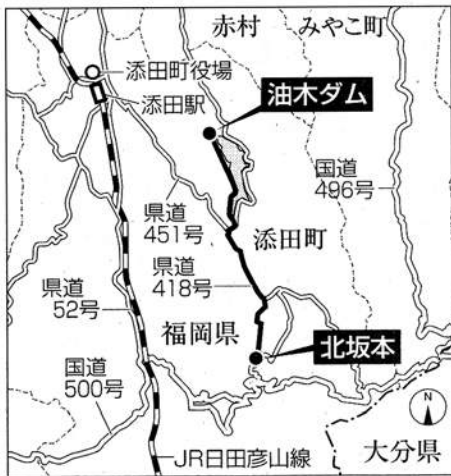 赤村
みやこ町
添田町役場
添田駅
油木ダム
国道
496号
県道
451号
添田町
県道
418号
県道
52号
福岡県
北坂本
国道
500号
N
大分県
JR日田彦山線